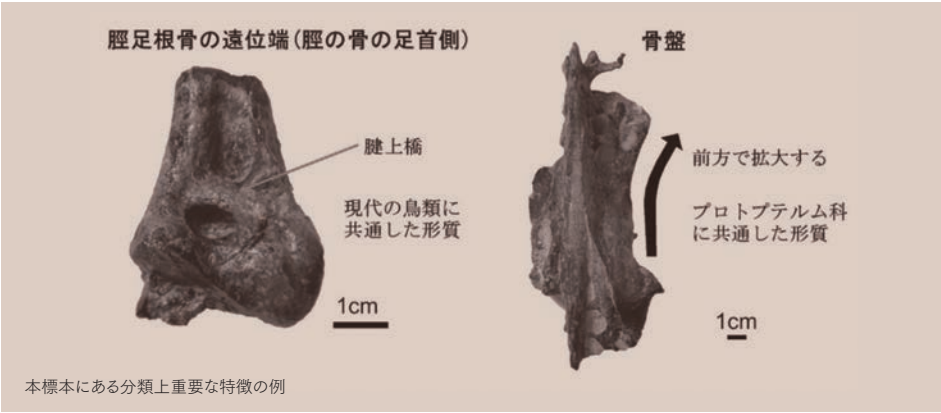 脛足根骨の遠位端（脛の骨の足首側）
腱上橋
現代の鳥類に
共通した形質
1cm
骨盤
前方で拡大する
プロトプテルム科
に共通した形質
1cm
本標本にある分類上重要な特徴の例